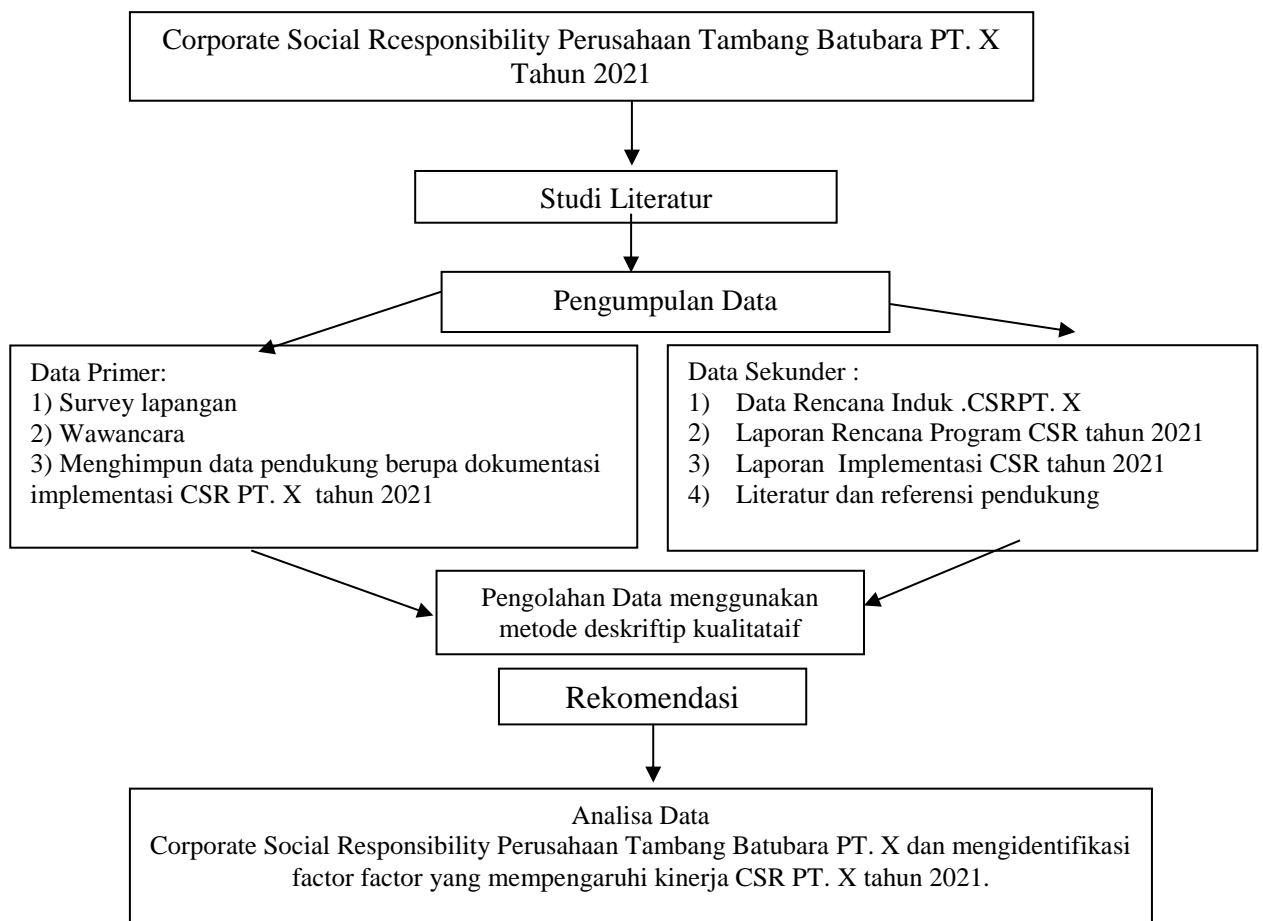 Corporate Social Rcesponsibility Perusahaan Tambang Batubara PT. X
Tahun 2021
Studi Literatur
Pengumpulan Data
Data Primer:
1) Survey lapangan
2) Wawancara
3) Menghimpun data pendukung berupa dokumentasi
implementasi CSR PT. X tahun 2021
Data Sekunder :
1) Data Rencana Induk .CSRPT. X
2) Laporan Rencana Program CSR tahun 2021
3) Laporan Implementasi CSR tahun 2021
4) Literatur dan referensi pendukung
Pengolahan Data menggunakan
metode deskriftip kualitataif
Rekomendasi
Analisa Data
Corporate Social Responsibility Perusahaan Tambang Batubara PT. X dan mengidentifikasi
factor factor yang mempengaruhi kinerja CSR PT. X tahun 2021.